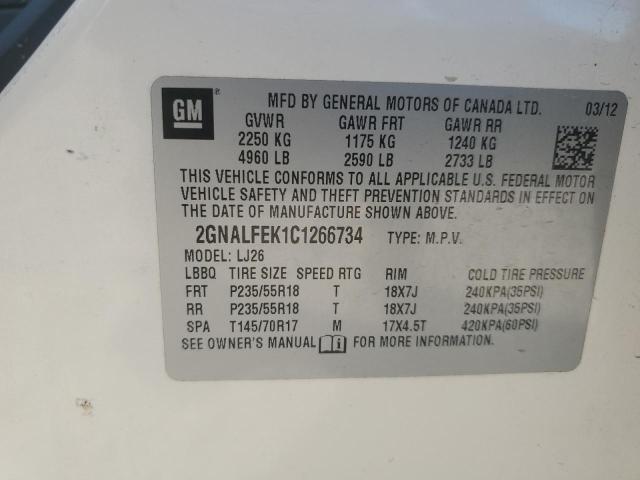 GM ®
MFD BY GENERAL MOTORS OF CANADA LTD. 03/12
GVWR GAWR FRT GAWR RR
2250 KG 1175 KG 1240 KG
4960 LB 2590 LB 2733 LB
THIS VEHICLE CONFORMS TO ALL APPLICABLE U.S. FEDERAL MOTOR
VEHICLE SAFETY AND THEFT PREVENTION STANDARDS IN EFFECT ON
THE DATE OF MANUFACTURE SHOWN ABOVE.
2GNALFEK1C1266734 TYPE: M.P.V.
MODEL: LJ26
LBBQ TIRE SIZE SPEED RTG RIM COLD TIRE PRESSURE
FRT P235/55R18 T 18X7J 240KPA(35PSI)
RR P235/55R18 T 18X7J 240KPA(35PSI)
SPA T145/70R17 M 17X4.5T 420KPA(60PSI)
SEE OWNER'S MANUAL FOR MORE INFORMATION.